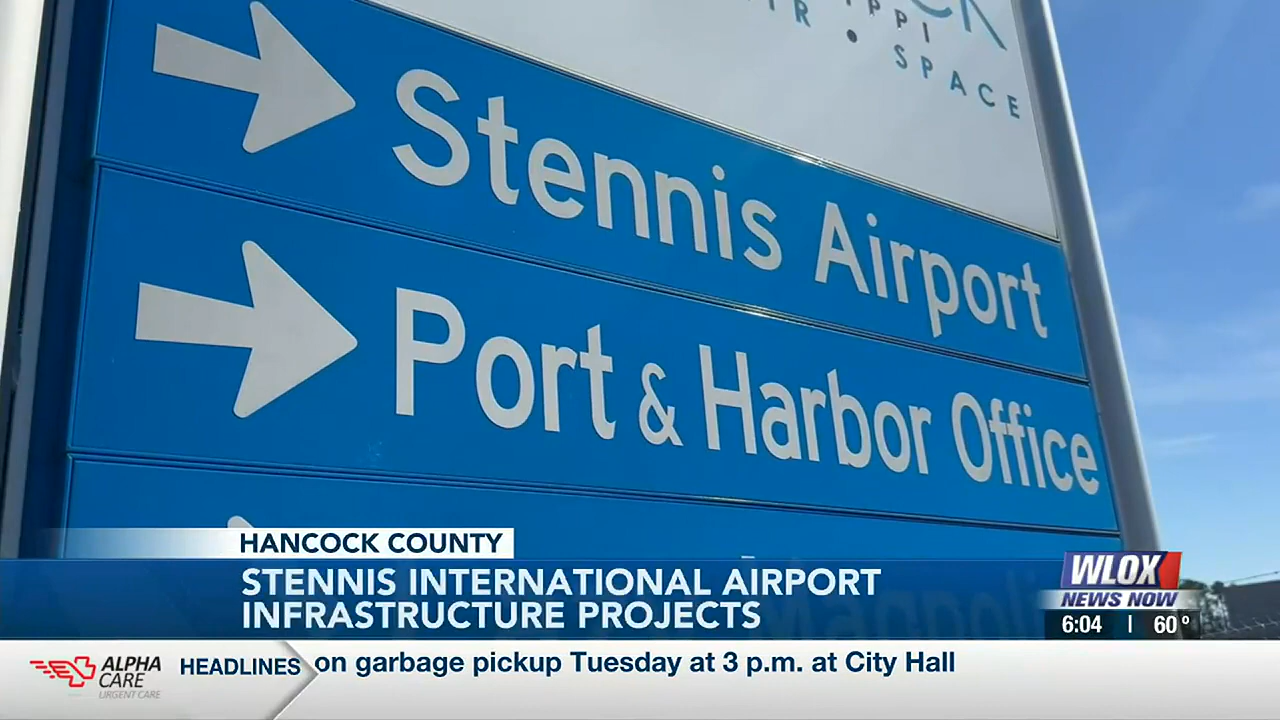 SPACE
Stennis Airport
Port & Harbor Office
HANCOCK COUNTY
STENNIS INTERNATIONAL AIRPORT
INFRASTRUCTURE PROJECTS
WLOX
NEWS NOW
6:04 | 60°
ALPHA
CARE
URGENT CARE
HEADLINES
on garbage pickup Tuesday at 3 p.m. at City Hall